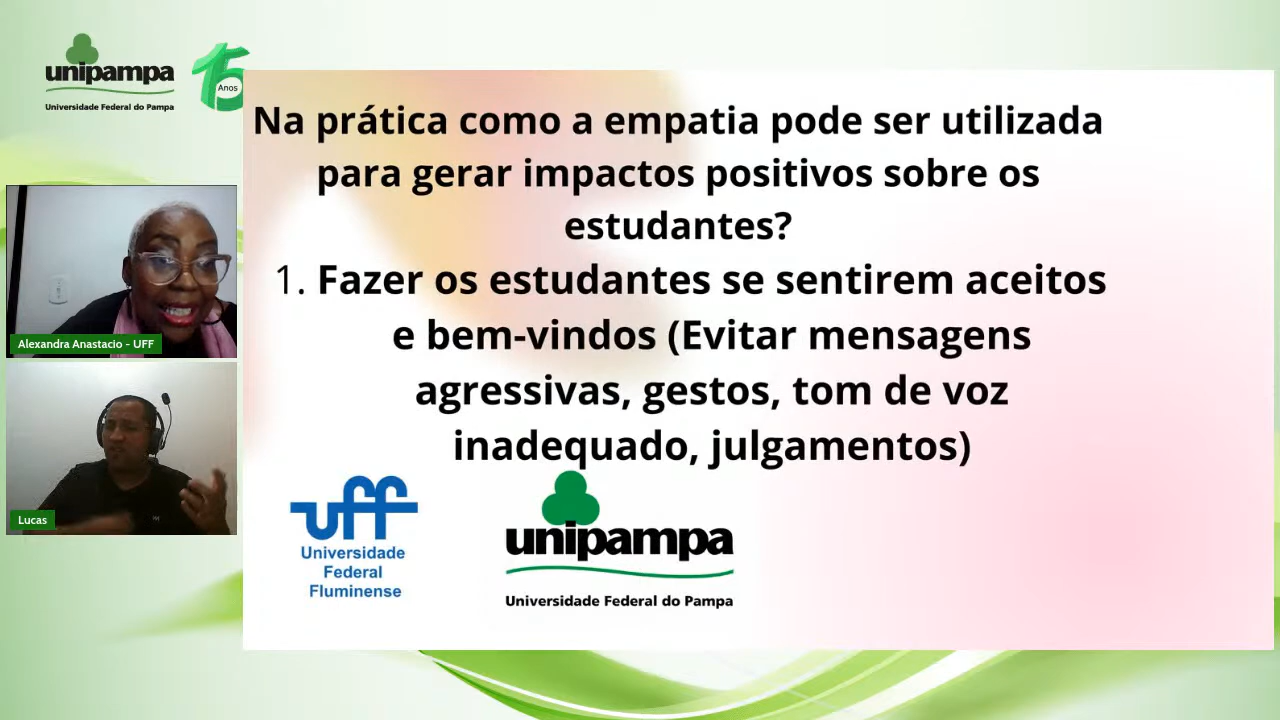 unipampa
Universidade Federal do Pampa
15
Anos
Na prática como a empatia pode ser utilizada
para gerar impactos positivos sobre os
estudantes?
1. Fazer os estudantes se sentirem aceitos
e bem-vindos (Evitar mensagens
agressivas, gestos, tom de voz
inadequado, julgamentos)
Alexandra Anastacio - UFF
Lucas
uff
Universidade
Federal
Fluminense
unipampa
Universidade Federal do Pampa